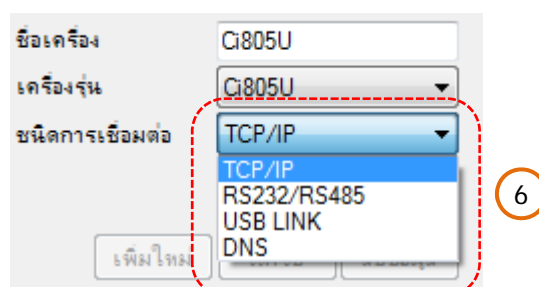 ชื่อเครื่อง Ci805U
เครื่องรุ่น Ci805U
ชนิดการเชื่อมต่อ TCP/IP
TCP/IP
RS232/RS485
USB LINK
DNS
6
เพิ่มใหม่